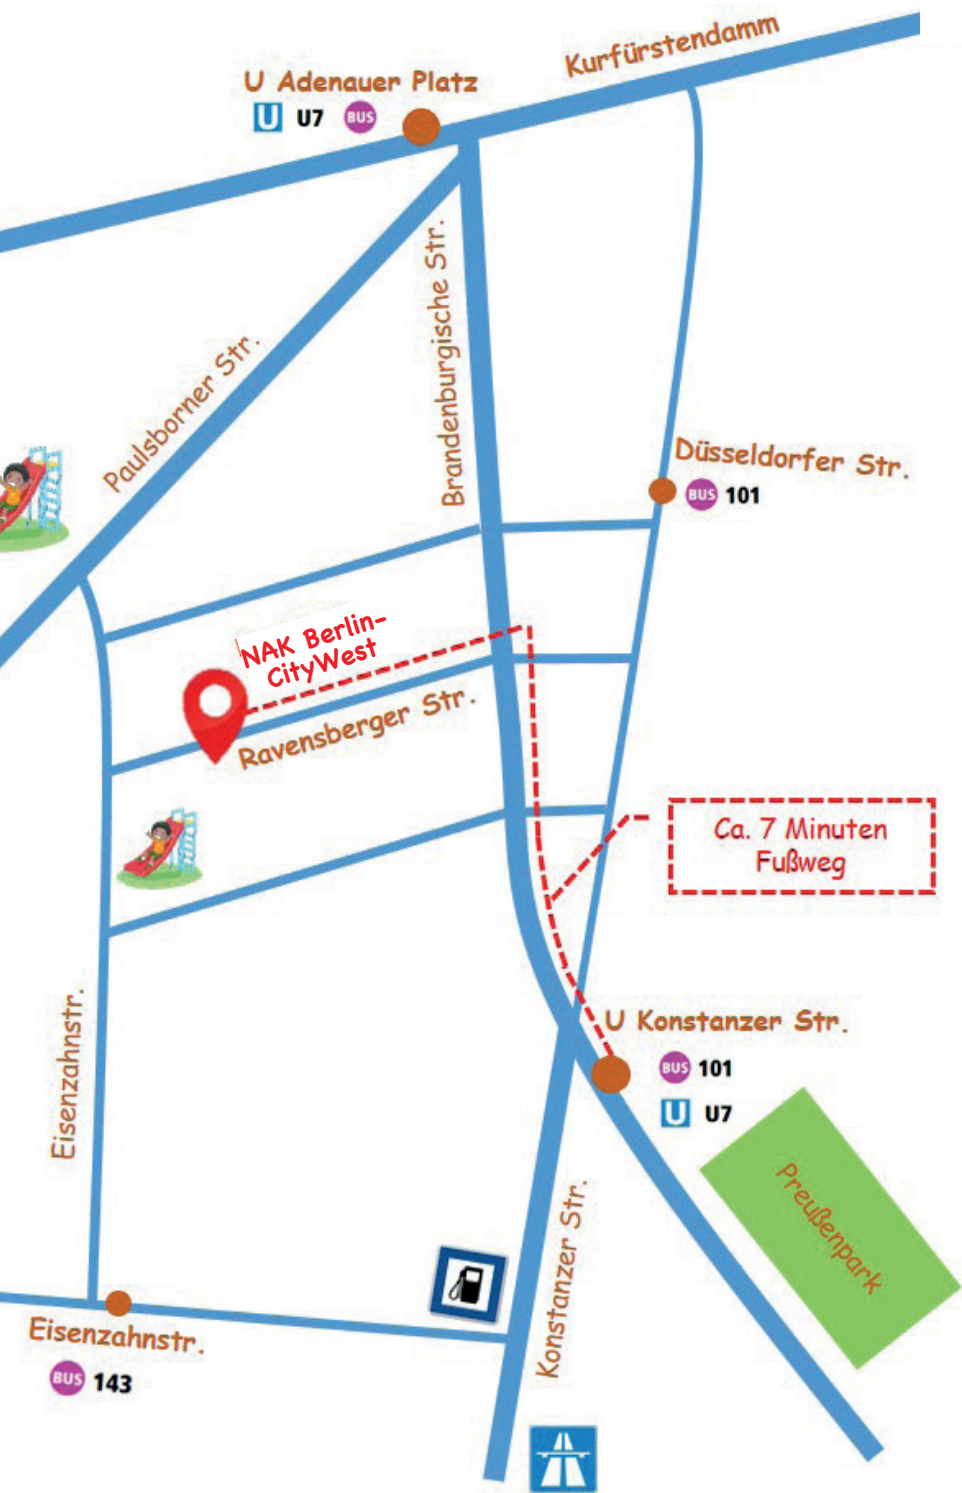 Kurfürstendamm
U Adenauer Platz
U U7 BUS
Brandenburgische Str.
Paulsborner Str.
Düsseldorfer Str.
BUS 101
NAK Berlin-
CityWest
Ravensberger Str.
Ca. 7 Minuten
Fußweg
U Konstanzer Str.
BUS 101
U U7
Eisenzahnstr.
Preußenpark
Konstanzer Str.
Eisenzahnstr.
BUS 143